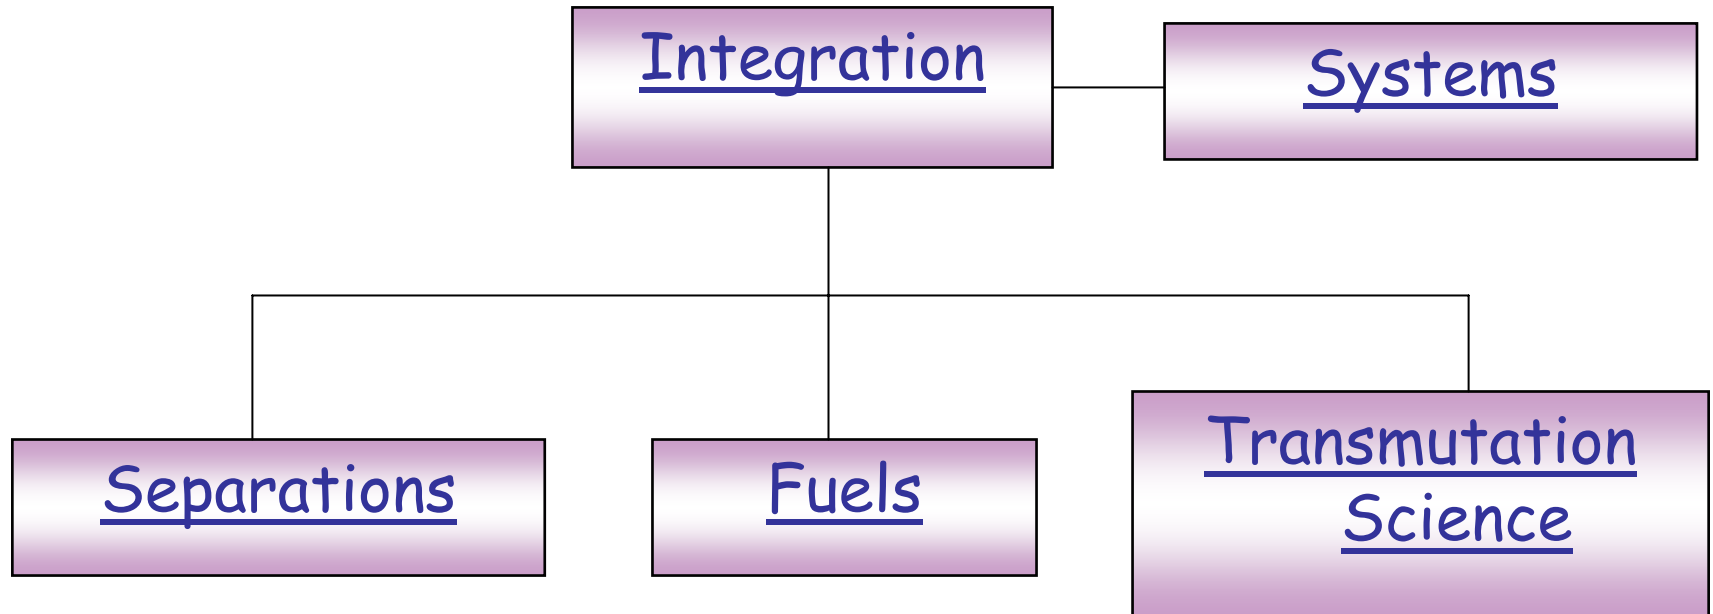 Integration
Systems
Separations
Fuels
Transmutation
Science